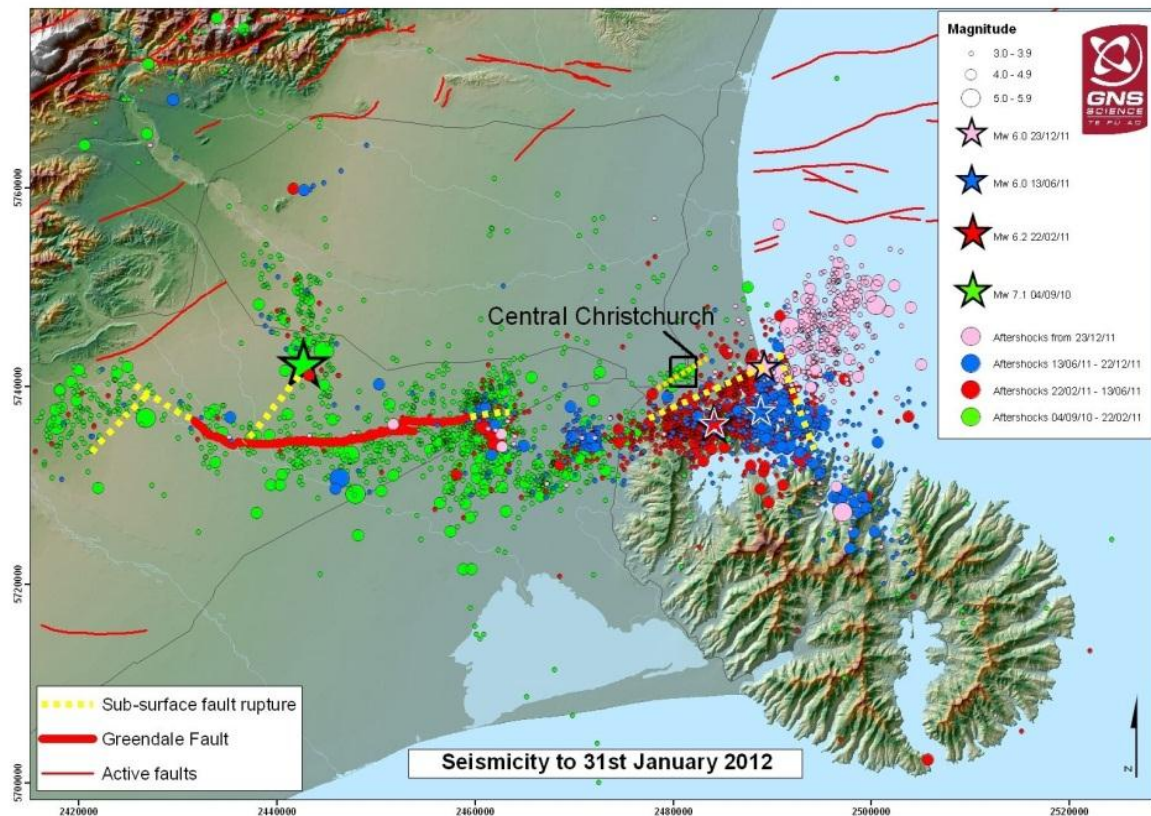 Magnitude
3.0 - 3.9
4.0 - 4.9
5.0 - 5.9
Mw 6.0 23/12/11
Mw 6.0 13/06/11
Mw 6.2 22/02/11
Mw 7.1 04/09/10
Aftershocks from 23/12/11
Aftershocks 13/06/11 - 22/12/11
Aftershocks 22/02/11 - 13/06/11
Aftershocks 04/09/10 - 22/02/11
GNS
SCIENCE
TE PU AO
Central Christchurch
5760000
5740000
5720000
5700000
Sub-surface fault rupture
Greendale Fault
Active faults
Seismicity to 31st January 2012
N
2420000
2440000
2460000
2480000
2500000
2520000